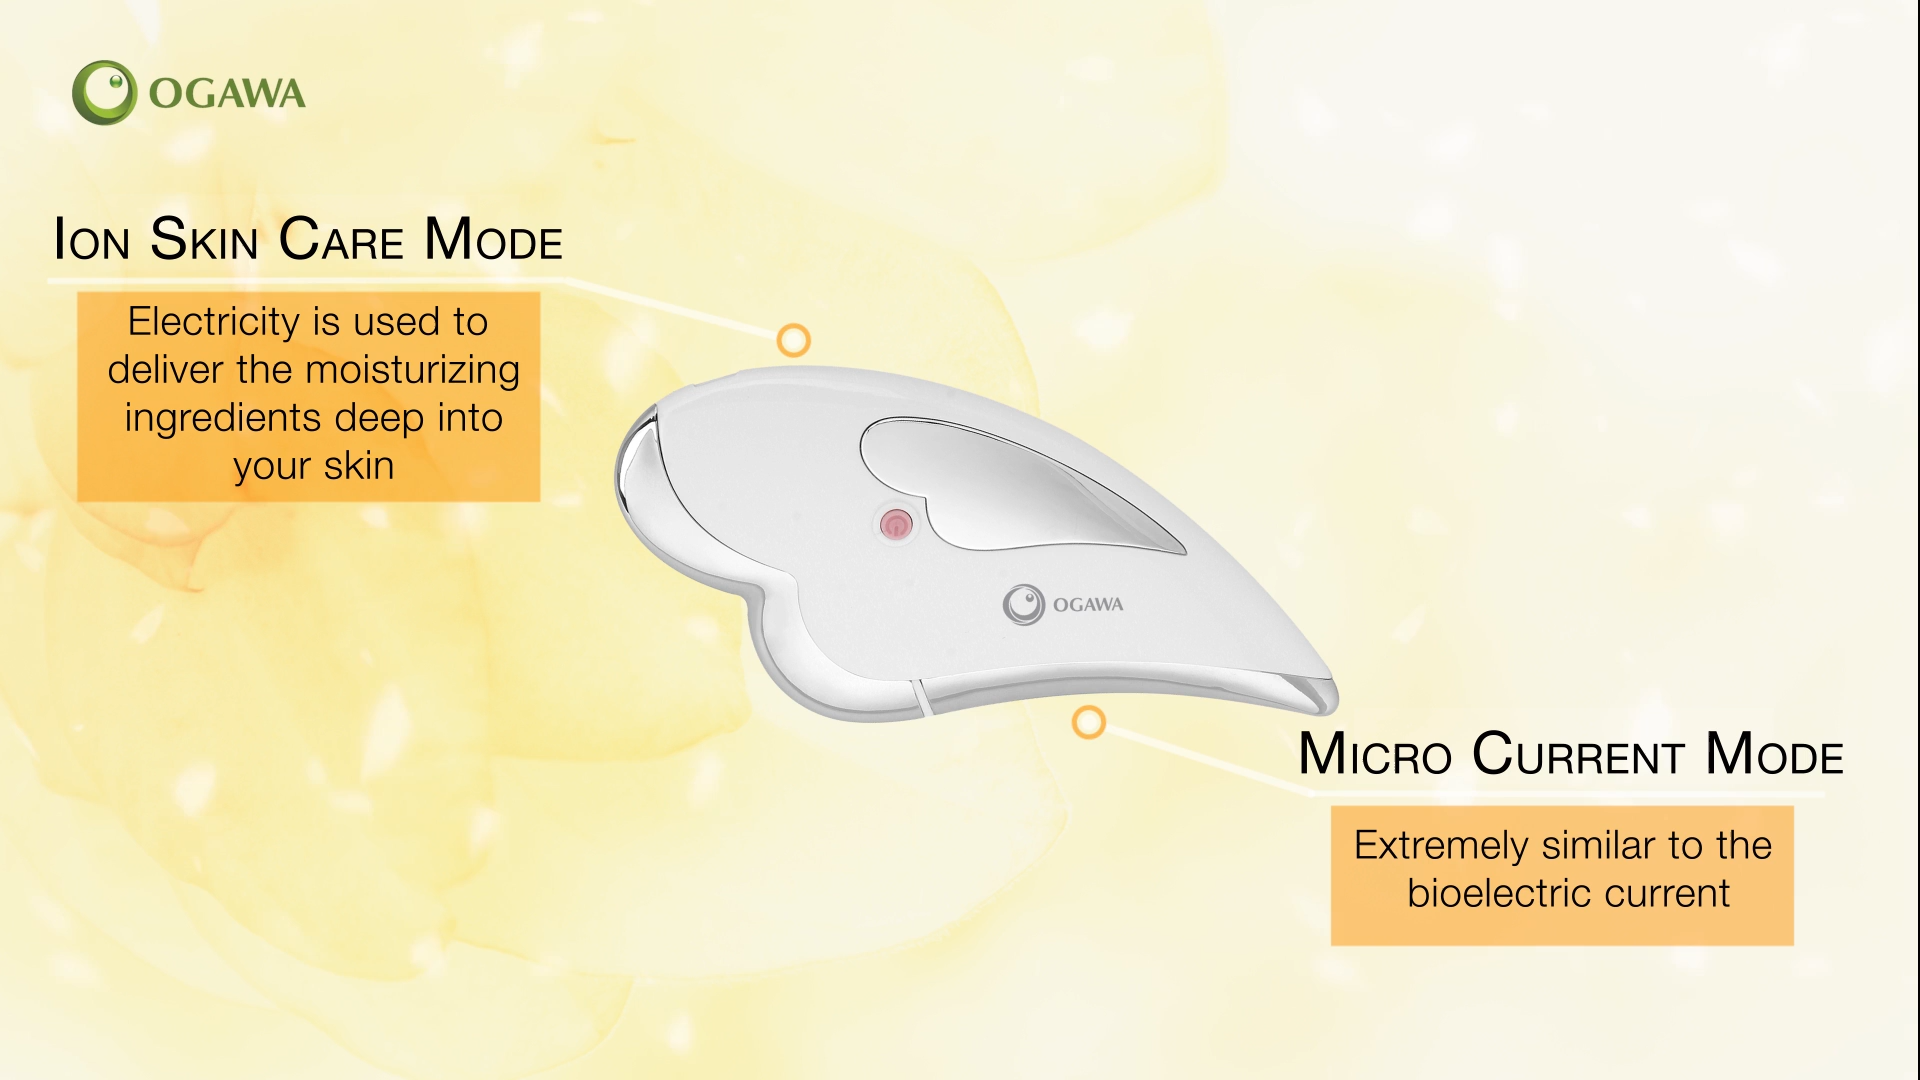 OGAWA
Ion Skin Care Mode
Electricity is used to
deliver the moisturizing
ingredients deep into
your skin
OGAWA
Micro Current Mode
Extremely similar to the
bioelectric current